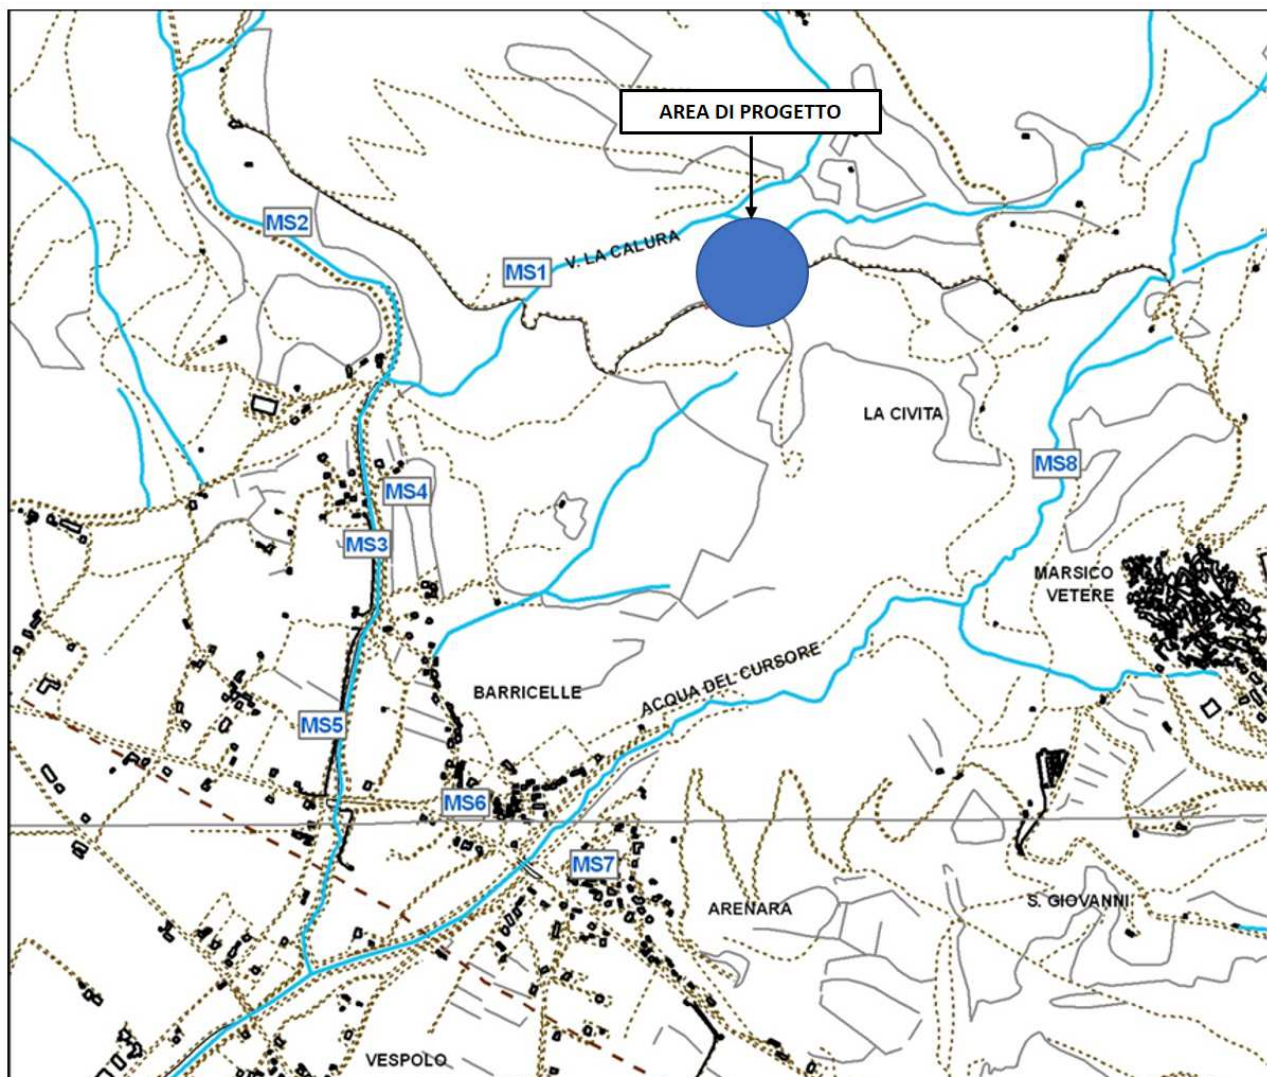 AREA DI PROGETTO
MS2
V. LA CALURA
MS1
LA CIVITA
MS8
MS4
MS3
MARSICO
VETERE
ACQUA DEL CURSORE
BARRICELLE
MS5
MS6
MS7
ARENARA
S. GIOVANNI
VESPOLO